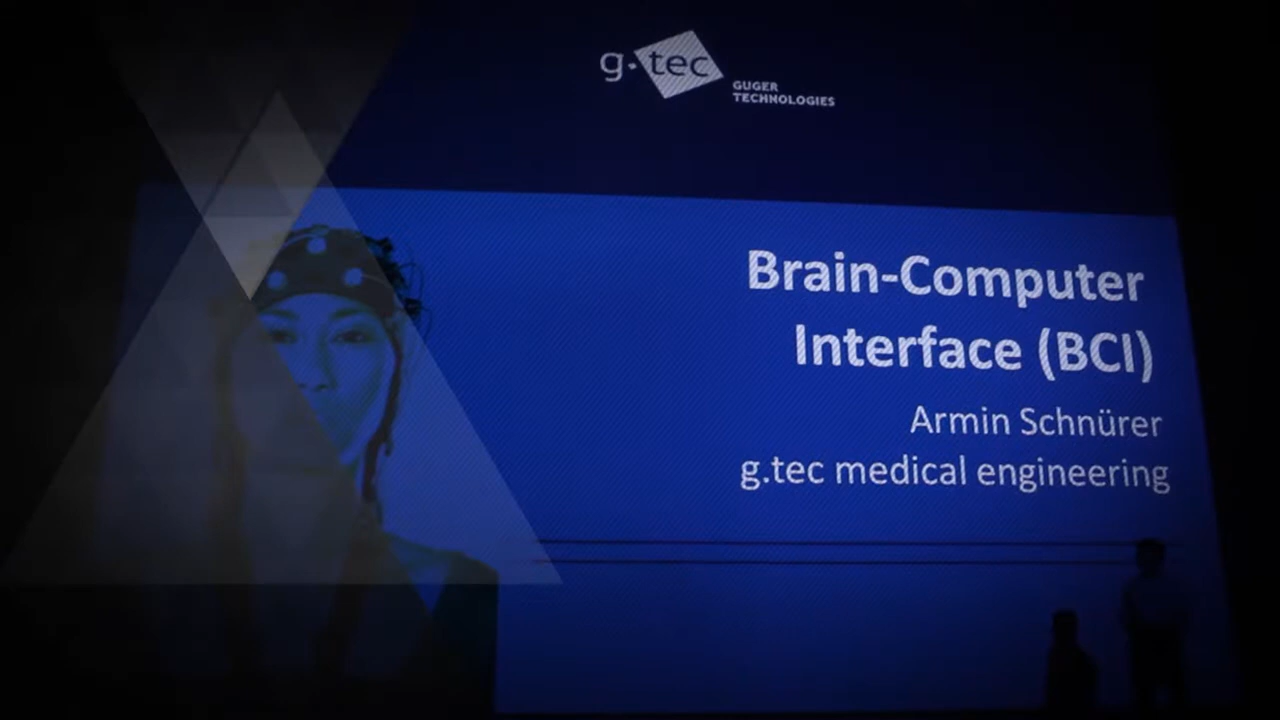 g.tec
GUGER
TECHNOLOGIES
Brain-Computer
Interface (BCI)
Armin Schnürer
g.tec medical engineering